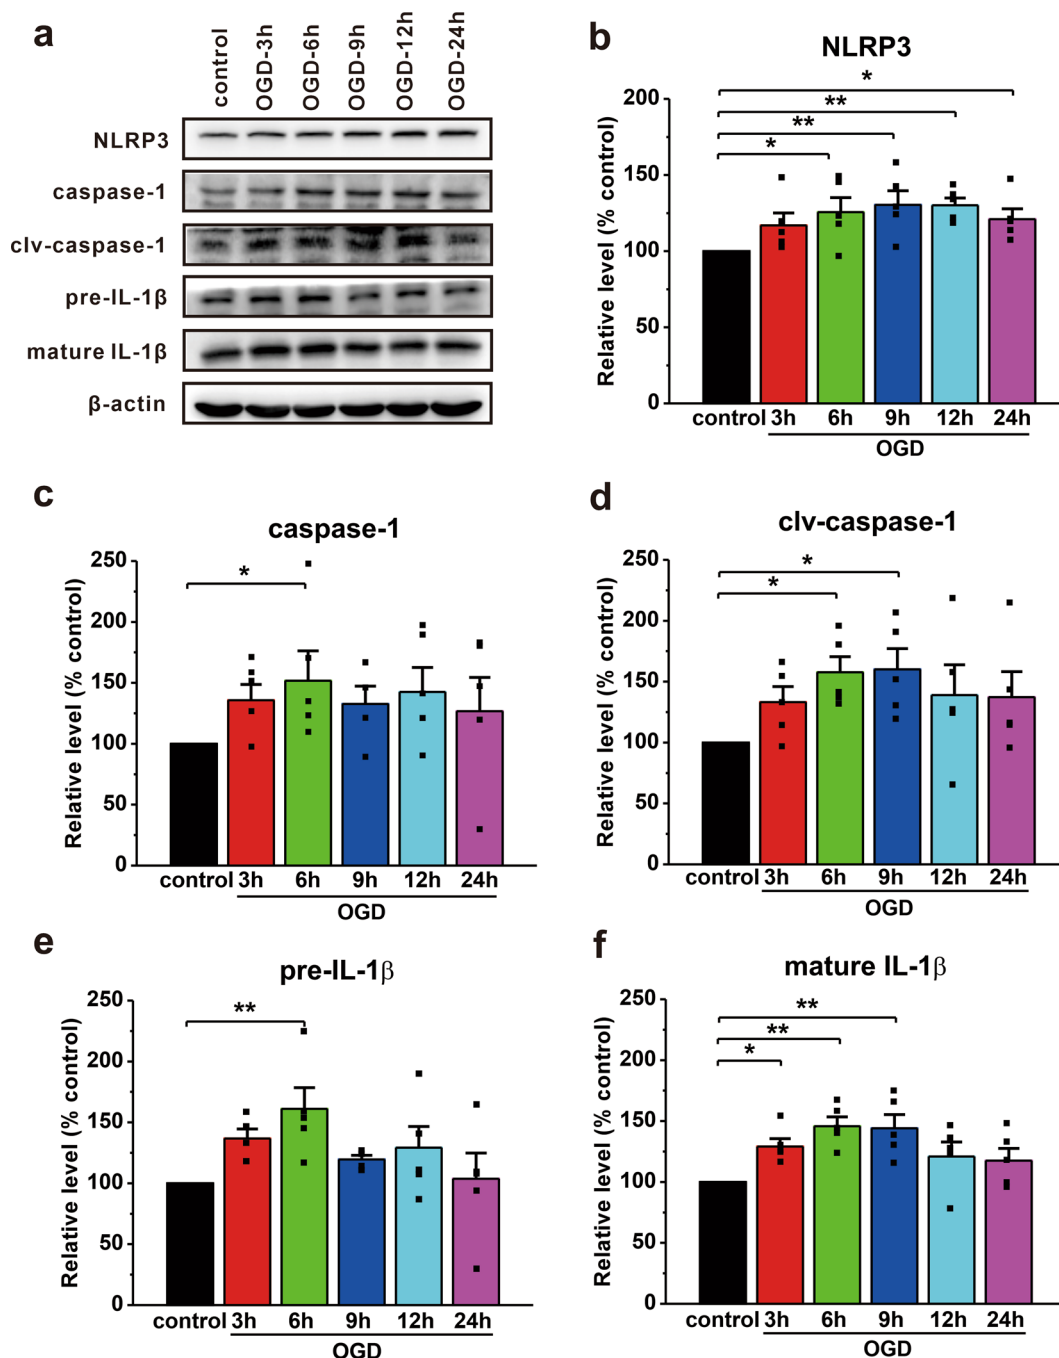 a
control
OGD-3h
OGD-6h
OGD-9h
OGD-12h
OGD-24h
NLRP3
caspase-1
clv-caspase-1
pre-IL-1β
mature IL-1β
β-actin
b
NLRP3
Relative level (% control)
200
150
100
50
0
*
**
**
*
control 3h 6h 9h 12h 24h
OGD
c
caspase-1
Relative level (% control)
250
200
150
100
50
0
*
control 3h 6h 9h 12h 24h
OGD
d
clv-caspase-1
Relative level (% control)
250
200
150
100
50
0
*
*
control 3h 6h 9h 12h 24h
OGD
e
pre-IL-1β
Relative level (% control)
250
200
150
100
50
0
**
control 3h 6h 9h 12h 24h
OGD
f
mature IL-1β
Relative level (% control)
250
200
150
100
50
0
**
**
*
control 3h 6h 9h 12h 24h
OGD